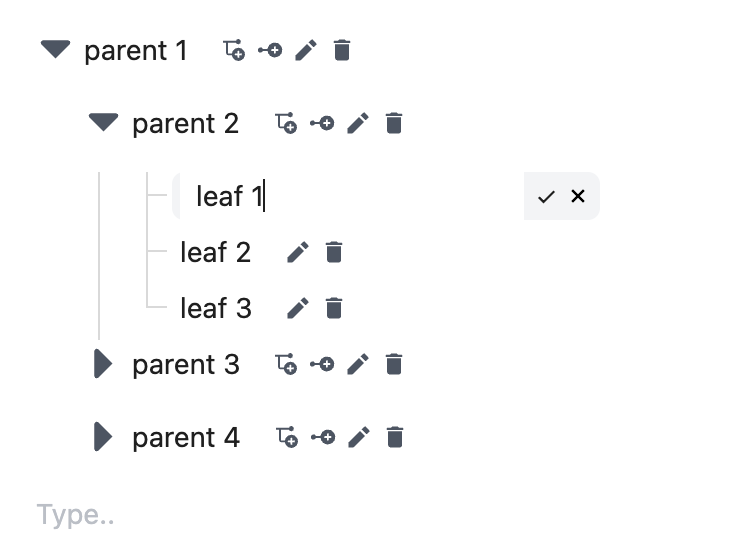 parent 1
parent 2
leaf 1
leaf 2
leaf 3
parent 3
parent 4
Type..